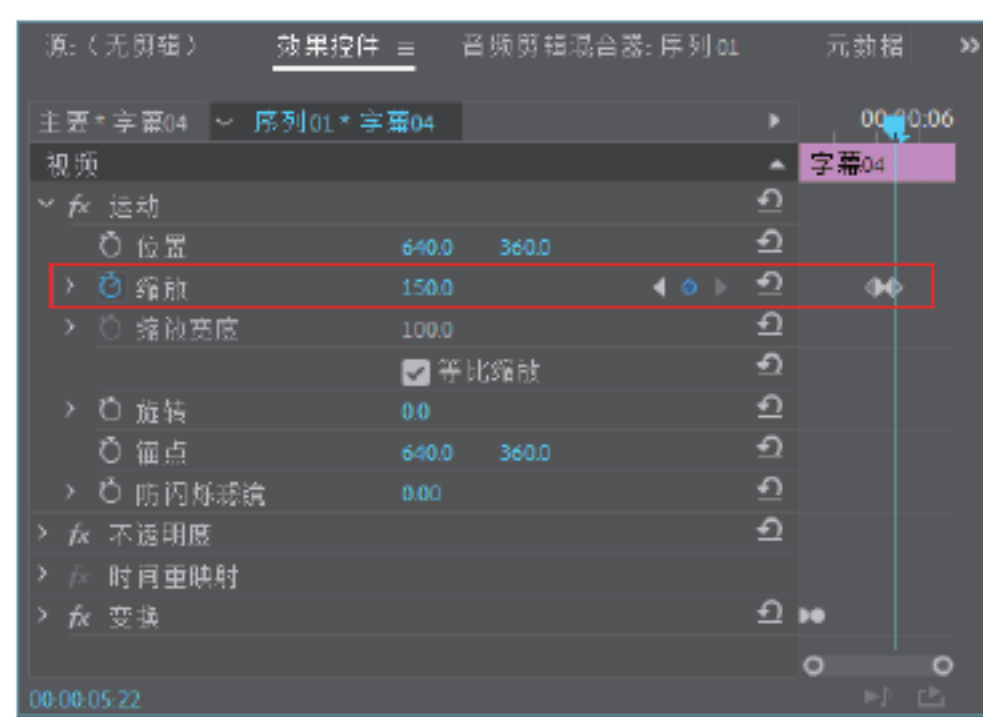 源:（无剪辑） 效果控件 ≡ 音频剪辑混合器: 序列 01 元数据 »
主要 * 字幕04 序列 01 * 字幕04 00:00:06
视频 字幕04
fx 运动
位置 640.0 360.0
缩放 150.0
缩放宽度 100.0
等比缩放
旋转 0.0
锚点 640.0 360.0
防闪烁滤镜 0.00
fx 不透明度
fx 时间重映射
fx 变换
00:00:05:22